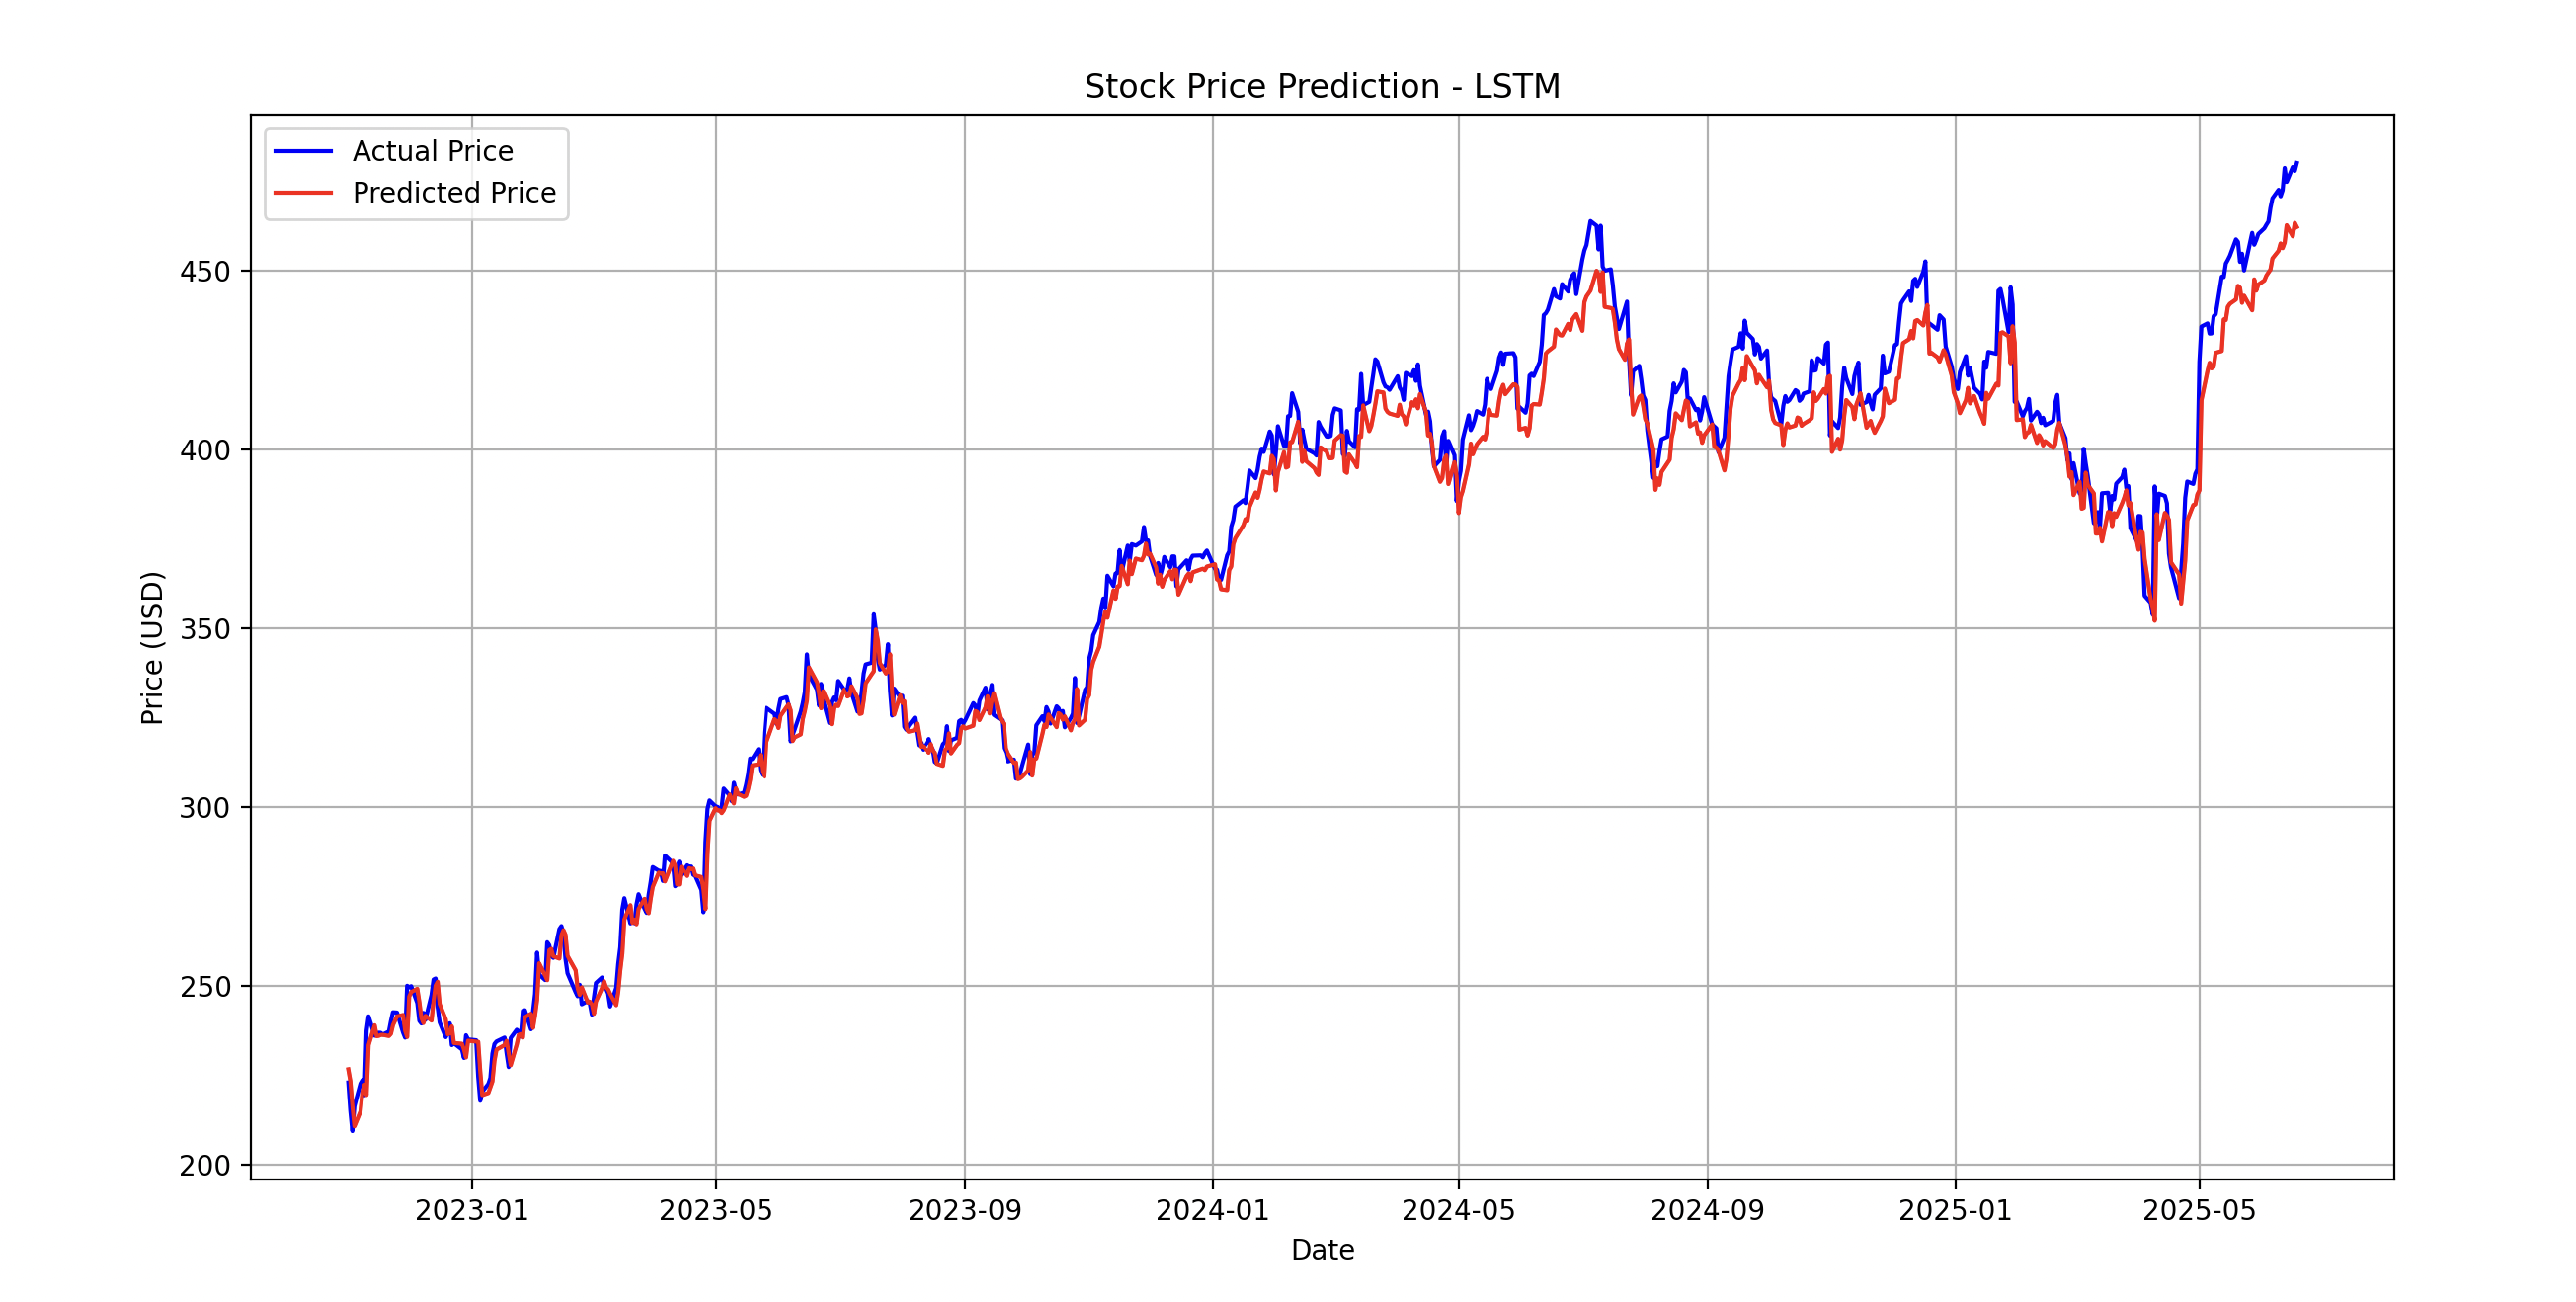 Stock Price Prediction - LSTM
Actual Price
Predicted Price
Price (USD)
450
400
350
300
250
200
2023-01
2023-05
2023-09
2024-01
2024-05
2024-09
2025-01
2025-05
Date